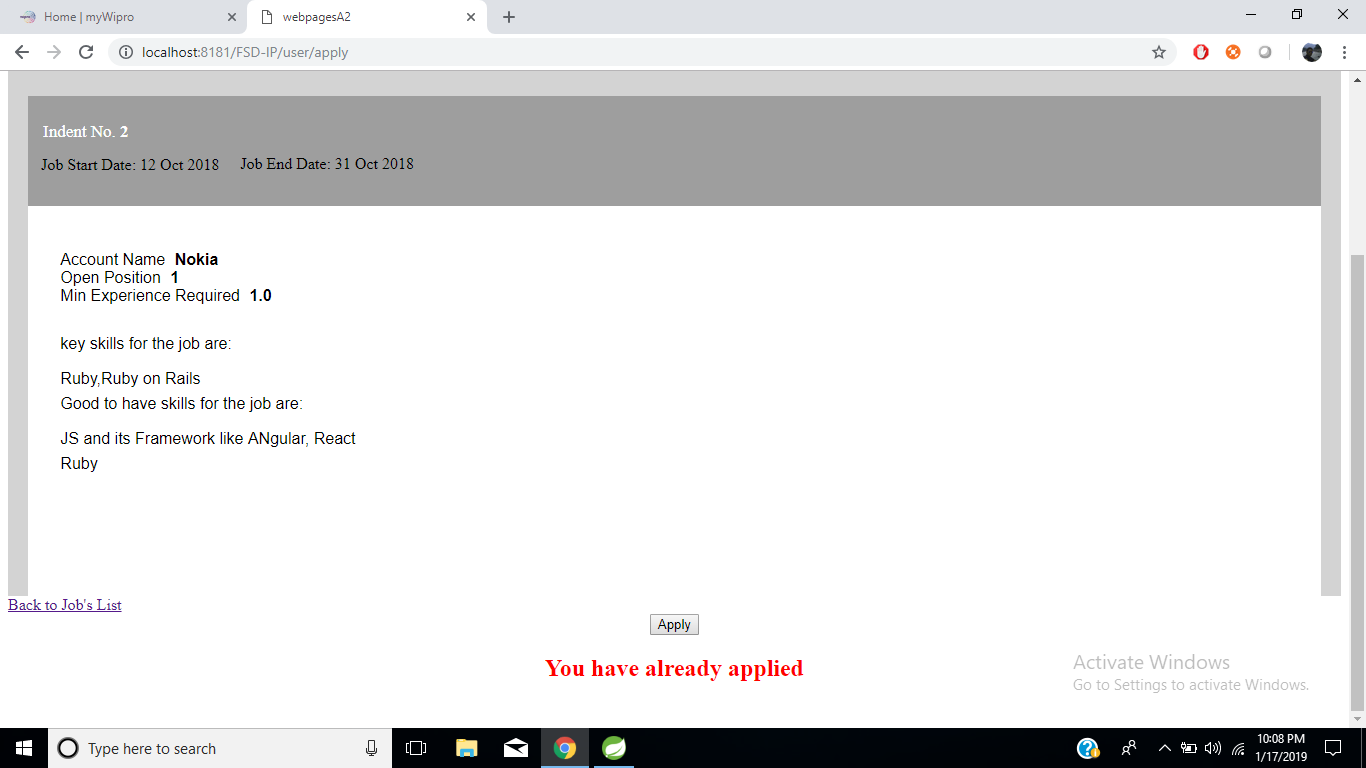 Home | myWipro
webpagesA2
localhost:8181/FSD-IP/user/apply
Indent No. 2
Job Start Date: 12 Oct 2018 Job End Date: 31 Oct 2018
Account Name Nokia
Open Position 1
Min Experience Required 1.0
key skills for the job are:
Ruby,Ruby on Rails
Good to have skills for the job are:
JS and its Framework like ANgular, React
Ruby
Back to Job's List
Apply
You have already applied
Activate Windows
Go to Settings to activate Windows.
Type here to search
10:08 PM
1/17/2019